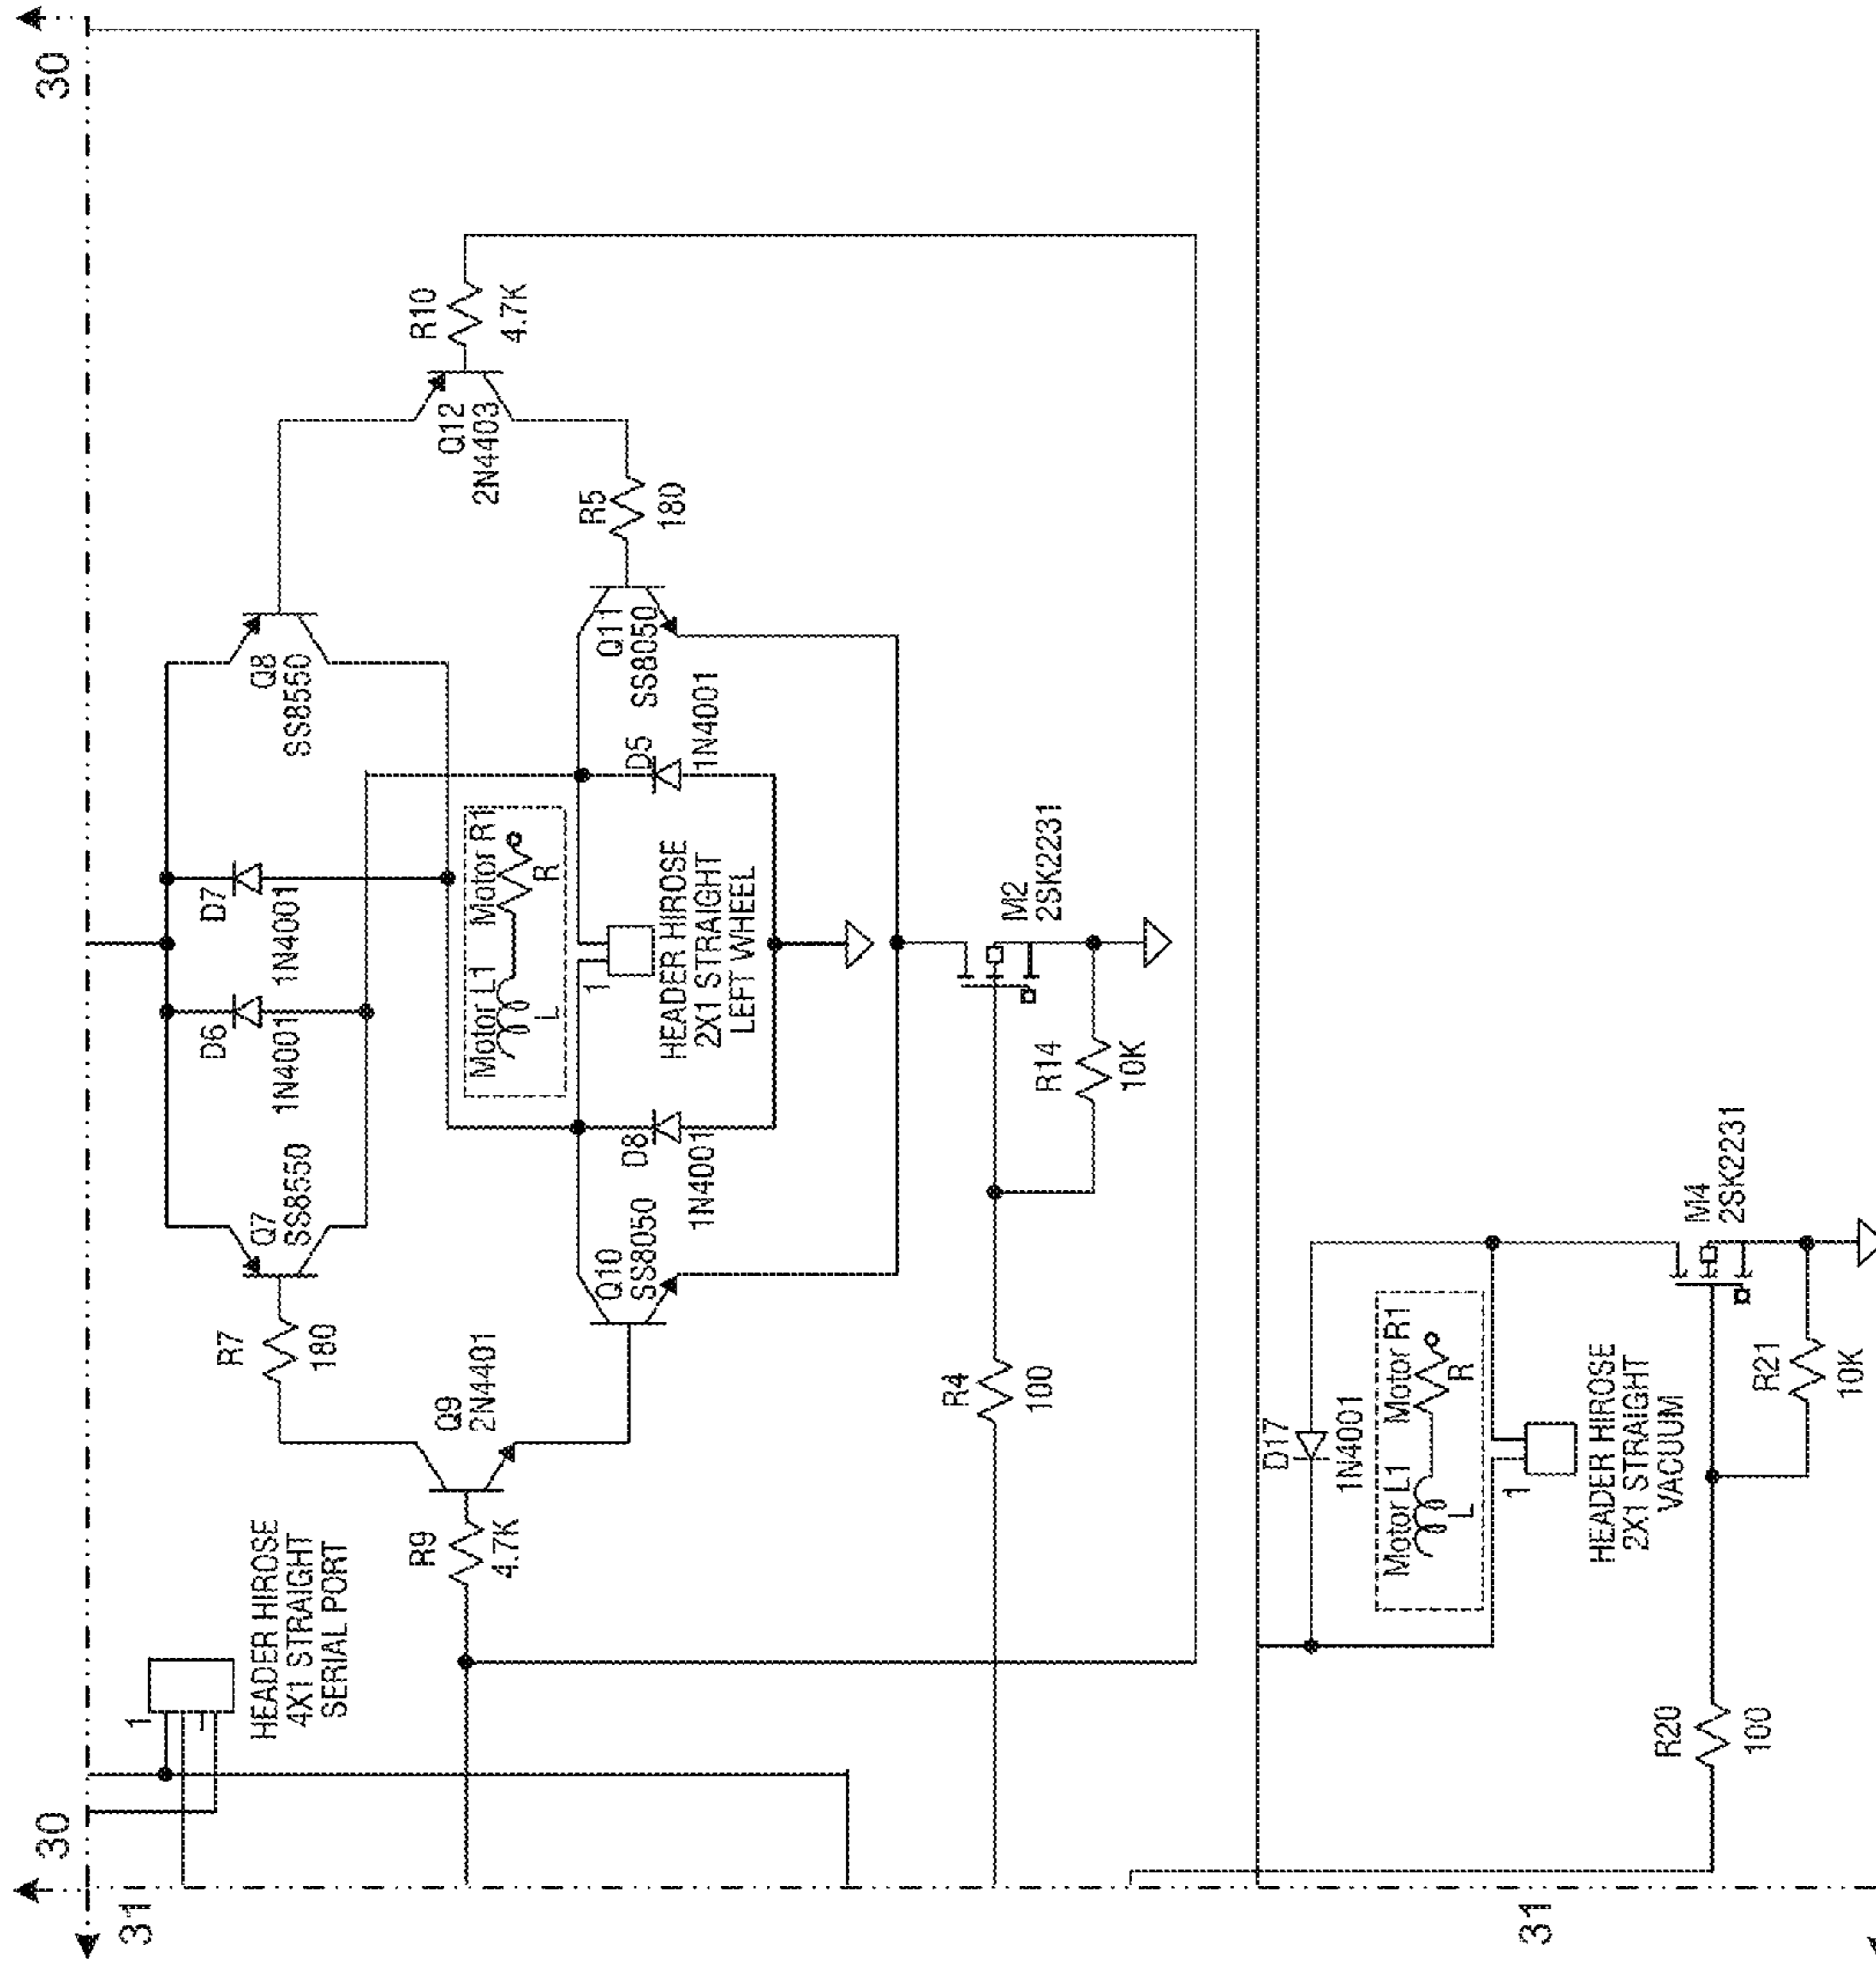 30
30
31
31
HEADER HIROSE
4X1 STRAIGHT
SERIAL PORT
1
R7
180
Q7
SS8550
D6
1N4001
D7
1N4001
Q8
SS8550
R9
4.7K
Q9
2N4401
R10
4.7K
Q12
2N4403
Motor L1
Motor R1
L
R
1
HEADER HIROSE
2X1 STRAIGHT
LEFT WHEEL
Q10
SS8050
D8
1N4001
D5
1N4001
Q11
SS8050
R5
180
R4
100
R14
10K
M2
2SK2231
D17
1N4001
Motor L1
Motor R1
L
R
1
HEADER HIROSE
2X1 STRAIGHT
VACUUM
R20
100
R21
10K
M4
2SK2231